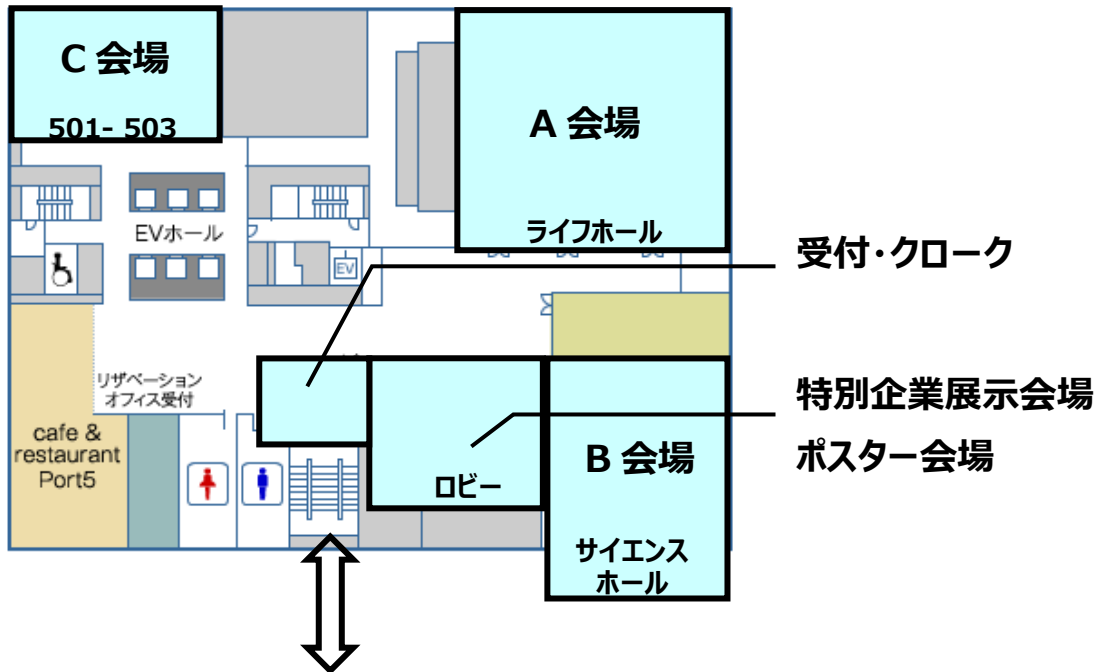 C 会場
501- 503
A 会場
ライフホール
EVホール
EV
受付・クローク
リザベーション
オフィス受付
cafe &
restaurant
Port5
ロビー
B 会場
サイエンス
ホール
特別企業展示会場
ポスター会場